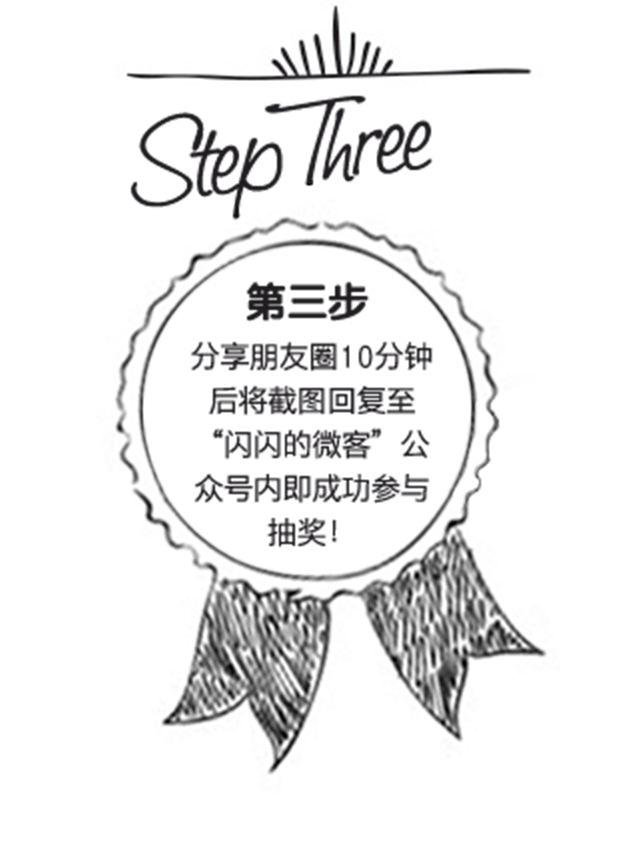 Step Three
第三步
分享朋友圈10分钟
后将截图回复至
“闪闪的微客”公
众号内即成功参与
抽奖！